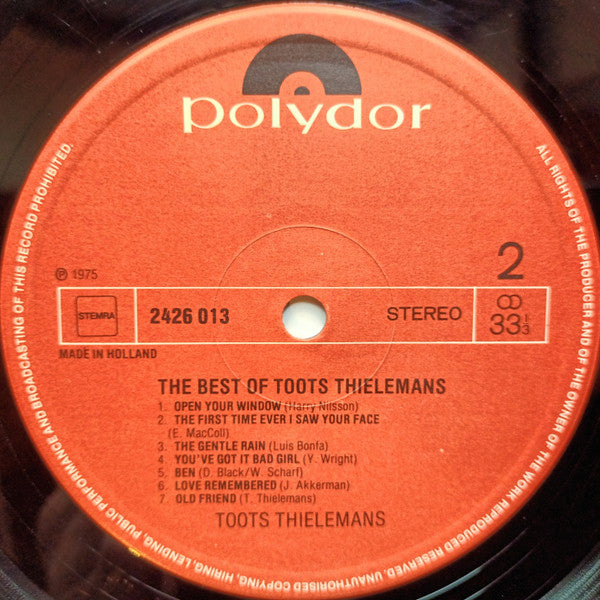 polydor
℗ 1975
2
STEMRA
2426 013
STEREO
33 1/3
MADE IN HOLLAND
THE BEST OF TOOTS THIELEMANS
1. OPEN YOUR WINDOW (Harry Nilsson)
2. THE FIRST TIME EVER I SAW YOUR FACE
(E. MacColl)
3. THE GENTLE RAIN (Luis Bonfa)
4. YOU'VE GOT IT BAD GIRL (Y. Wright)
5. BEN (D. Black/W. Scharf)
6. LOVE REMEMBERED (J. Akkerman)
7. OLD FRIEND (T. Thielemans)
TOOTS THIELEMANS
ALL RIGHTS OF THE PRODUCER AND OF THE OWNER OF THE WORK REPRODUCED RESERVED. UNAUTHORISED COPYING, HIRING, LENDING, PUBLIC PERFORMANCE AND BROADCASTING OF THIS RECORD PROHIBITED.